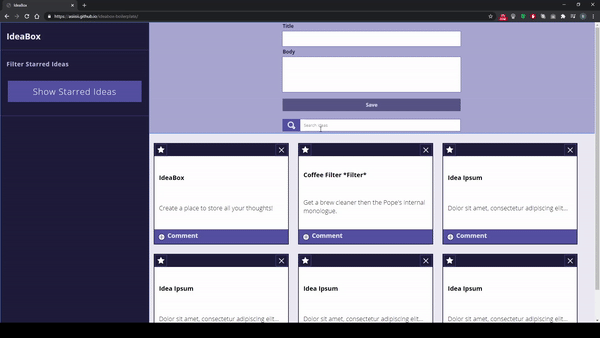 IdeaBox
https://asisii.github.io/ideabox-boilerplate/
IdeaBox
Filter Starred Ideas
Show Starred Ideas
Title
Body
Save
Search Ideas
IdeaBox
Create a place to store all your thoughts!
Comment
Coffee Filter *Filter*
Get a brew cleaner then the Pope's internal
monologue.
Comment
Idea Ipsum
Dolor sit amet, consectetur adipiscing elit...
Comment
Idea Ipsum
Dolor sit amet, consectetur adipiscing elit...
Idea Ipsum
Dolor sit amet, consectetur adipiscing elit...
Idea Ipsum
Dolor sit amet, consectetur adipiscing elit...